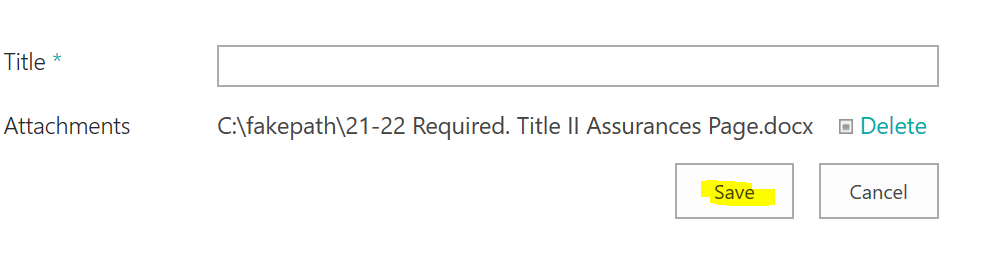 Title *
Attachments C:\fakepath\21-22 Required. Title II Assurances Page.docx Delete
Save Cancel